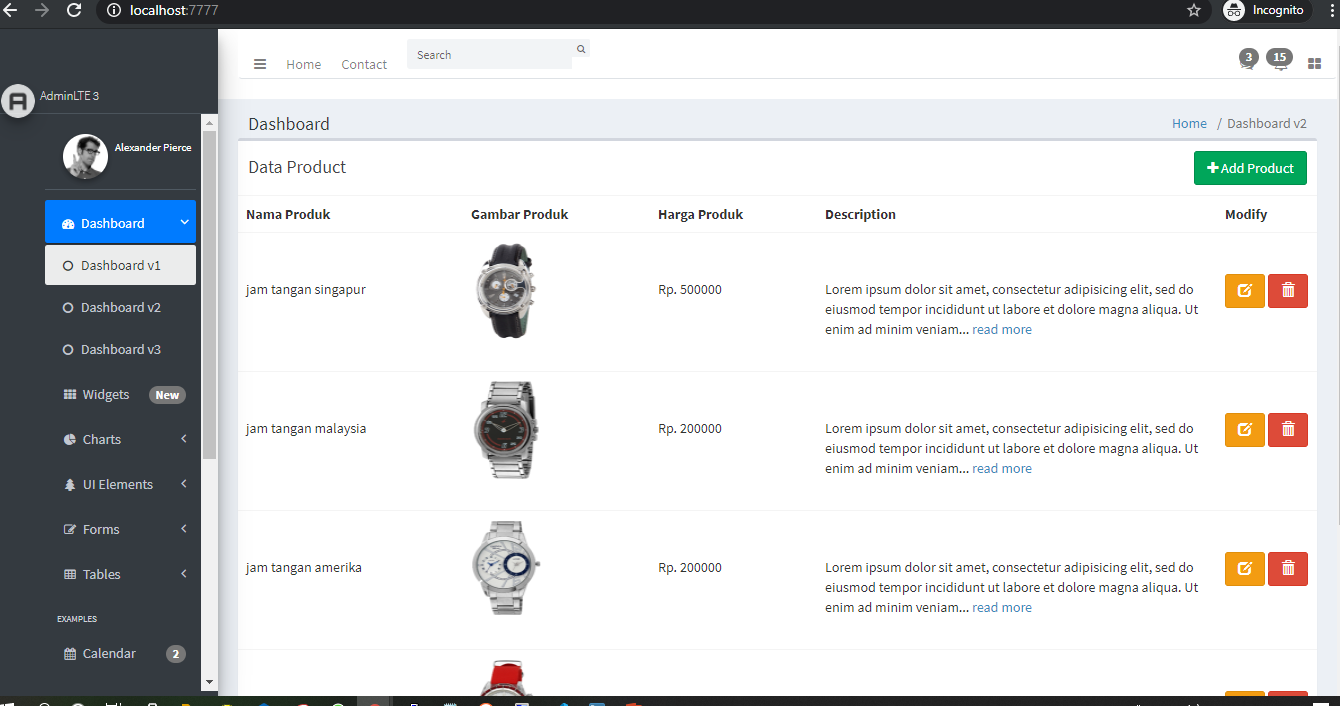 localhost:7777
Incognito
AdminLTE 3
Alexander Pierce
Dashboard
Dashboard v1
Dashboard v2
Dashboard v3
Widgets New
Charts
UI Elements
Forms
Tables
EXAMPLES
Calendar 2
Home Contact Search 3 15
Dashboard Home / Dashboard v2
Data Product Add Product
Nama Produk Gambar Produk Harga Produk Description Modify
jam tangan singapur Rp. 500000 Lorem ipsum dolor sit amet, consectetur adipisicing elit, sed do
eiusmod tempor incididunt ut labore et dolore magna aliqua. Ut
enim ad minim veniam... read more
jam tangan malaysia Rp. 200000 Lorem ipsum dolor sit amet, consectetur adipisicing elit, sed do
eiusmod tempor incididunt ut labore et dolore magna aliqua. Ut
enim ad minim veniam... read more
jam tangan amerika Rp. 200000 Lorem ipsum dolor sit amet, consectetur adipisicing elit, sed do
eiusmod tempor incididunt ut labore et dolore magna aliqua. Ut
enim ad minim veniam... read more